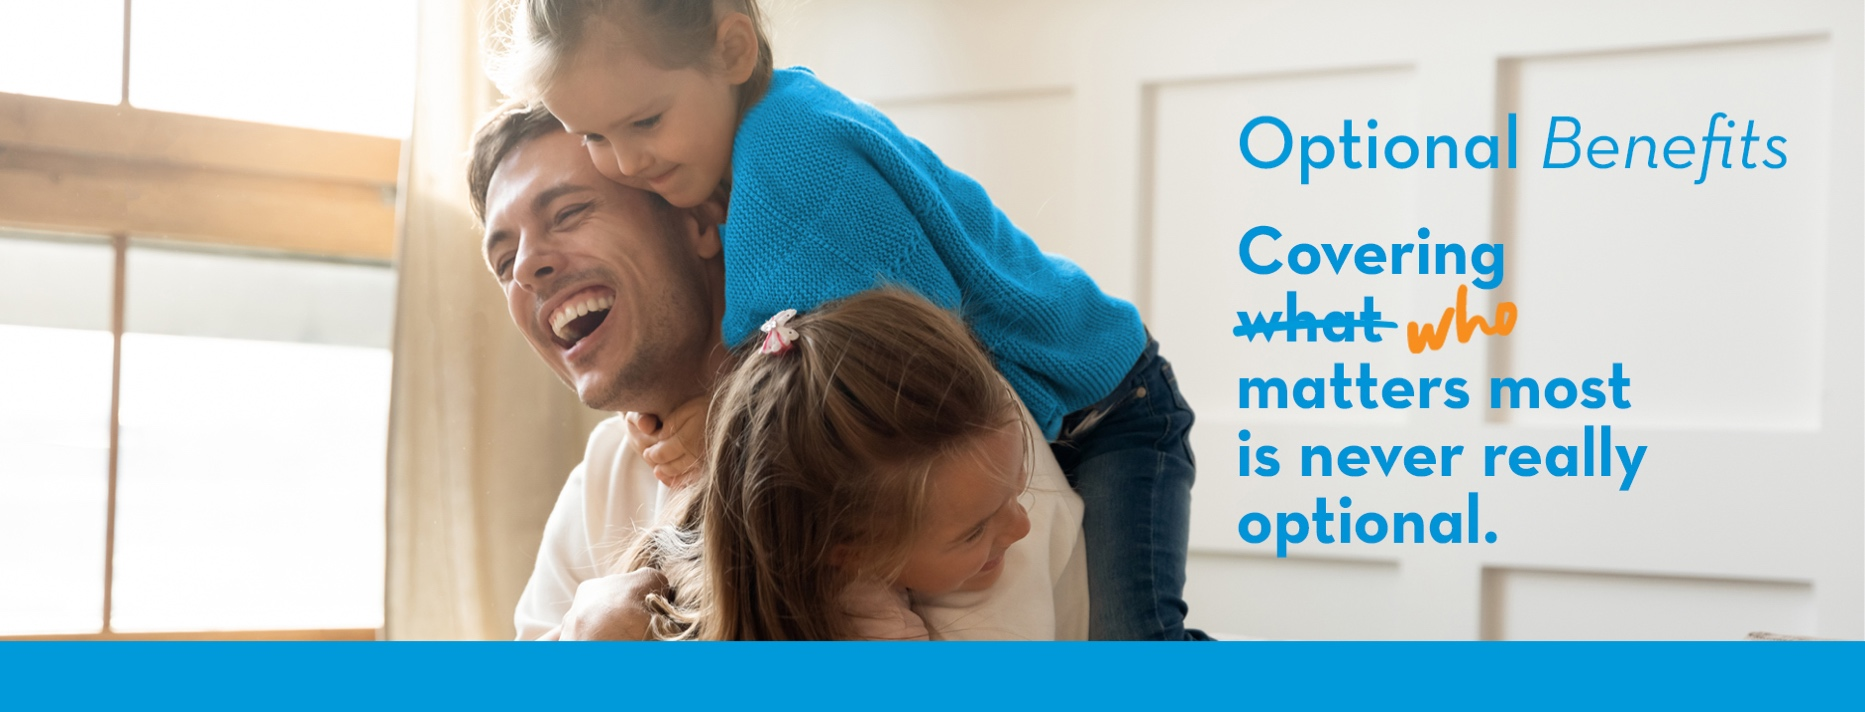 Optional Benefits
Covering
what who
matters most
is never really
optional.